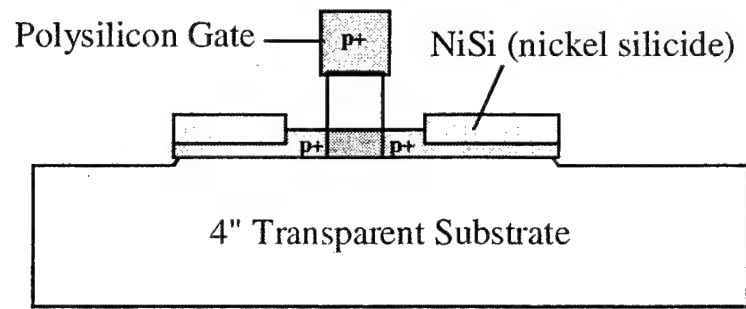 Polysilicon Gate
p+
NiSi (nickel silicide)
p+
p+
4" Transparent Substrate